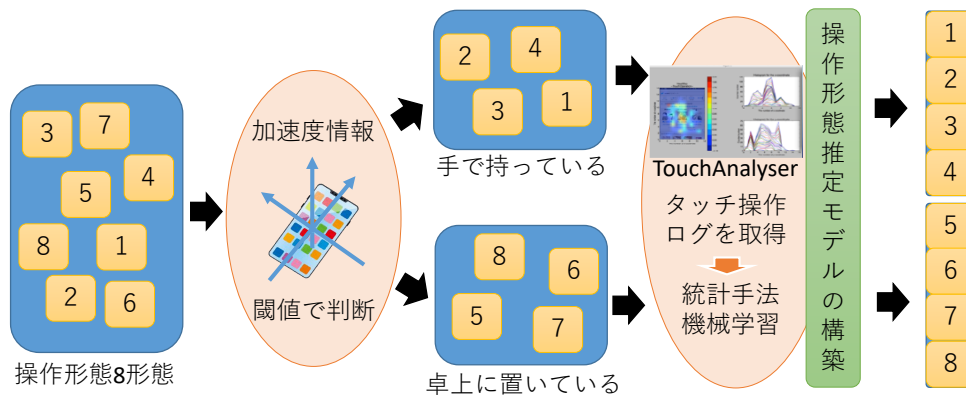 3
7
4
5
8
1
2
6
操作形態8形態
加速度情報
閾値で判断
2
4
3
1
手で持っている
8
6
5
7
卓上に置いている
TouchAnalyser
タッチ操作
ログを取得
統計手法
機械学習
操作形態推定モデルの構築
1
2
3
4
5
6
7
8